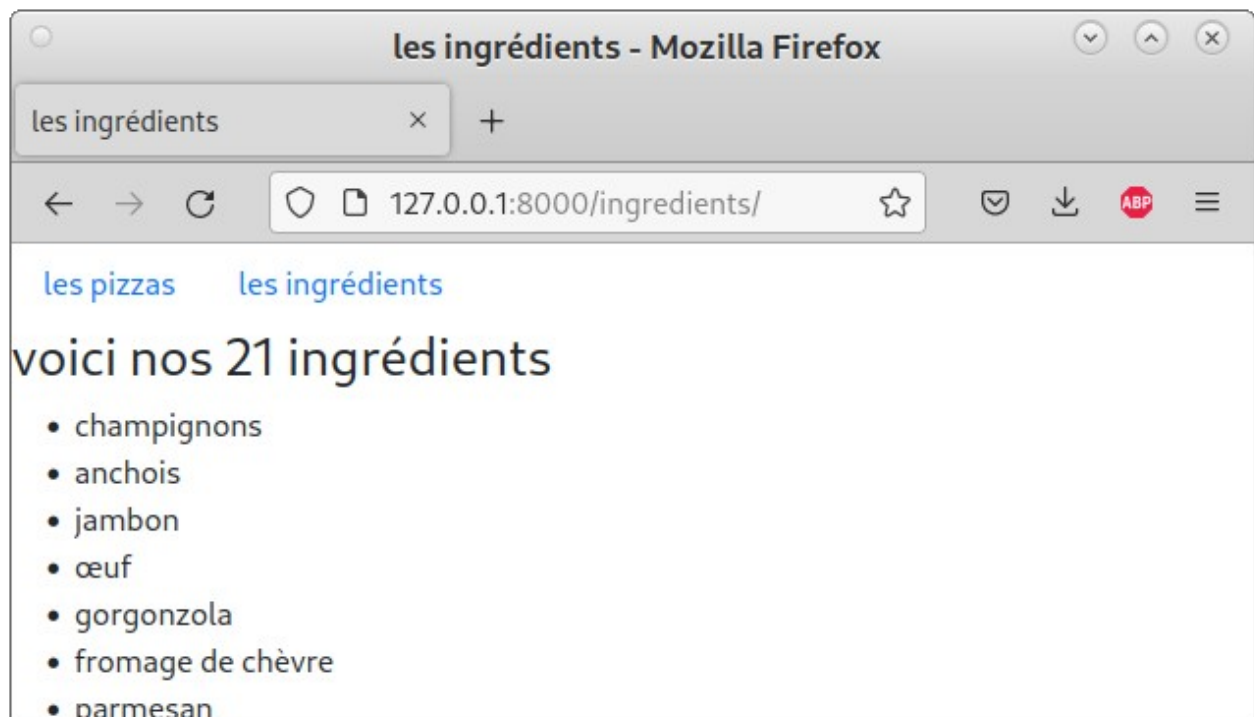 les ingrédients - Mozilla Firefox
les ingrédients
127.0.0.1:8000/ingredients/
ABP
les pizzas les ingrédients
voici nos 21 ingrédients
• champignons
• anchois
• jambon
• œuf
• gorgonzola
• fromage de chèvre
• parmesan